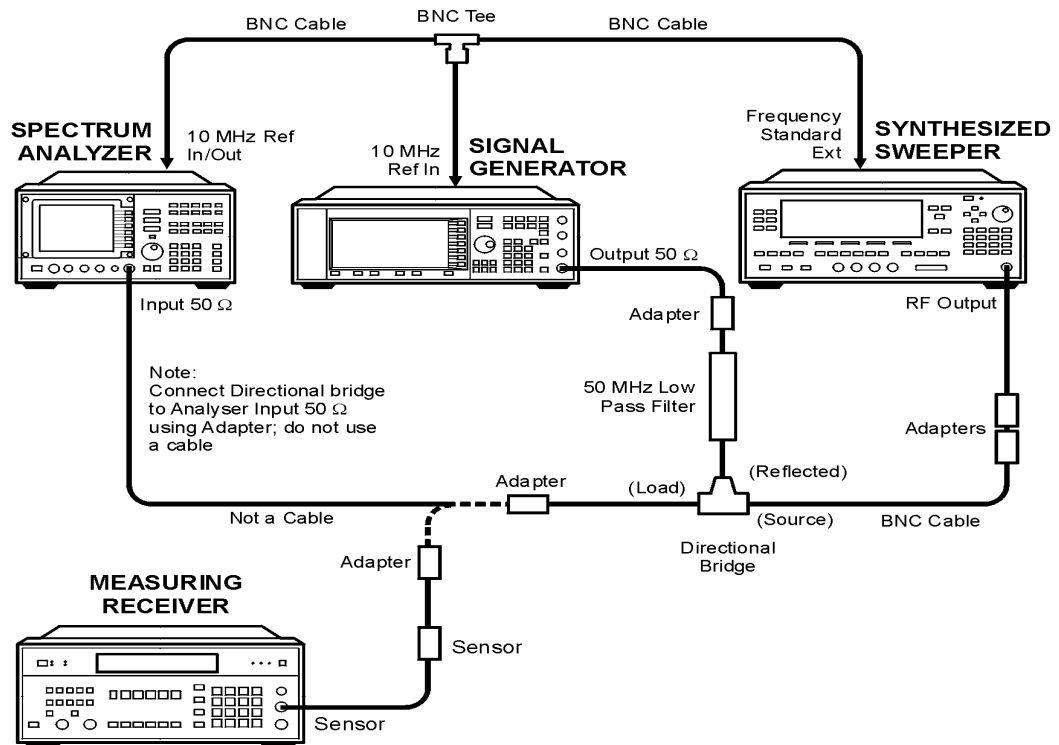 BNC Cable
BNC Tee
BNC Cable
SPECTRUM
ANALYZER
10 MHz Ref
In/Out
10 MHz
Ref In
SIGNAL
GENERATOR
Frequency
Standard
Ext
SYNTHESIZED
SWEEPER
Input 50 Ω
Output 50 Ω
RF Output
Adapter
Note:
Connect Directional bridge
to Analyser Input 50 Ω
using Adapter; do not use
a cable
50 MHz Low
Pass Filter
Adapters
Adapter
(Load)
(Reflected)
(Source)
BNC Cable
Not a Cable
Directional
Bridge
Adapter
MEASURING
RECEIVER
Sensor
Sensor